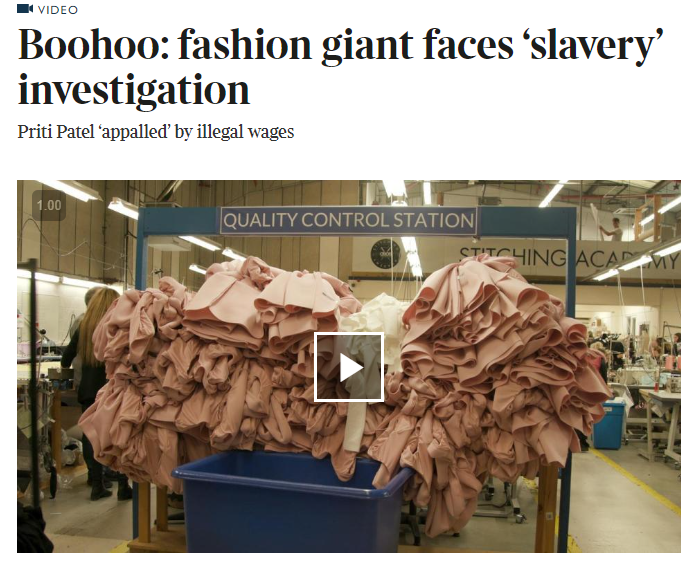 VIDEO
Boohoo: fashion giant faces ‘slavery’
investigation
Priti Patel ‘appalled’ by illegal wages
1.00
QUALITY CONTROL STATION
STITCHING ACADEMY